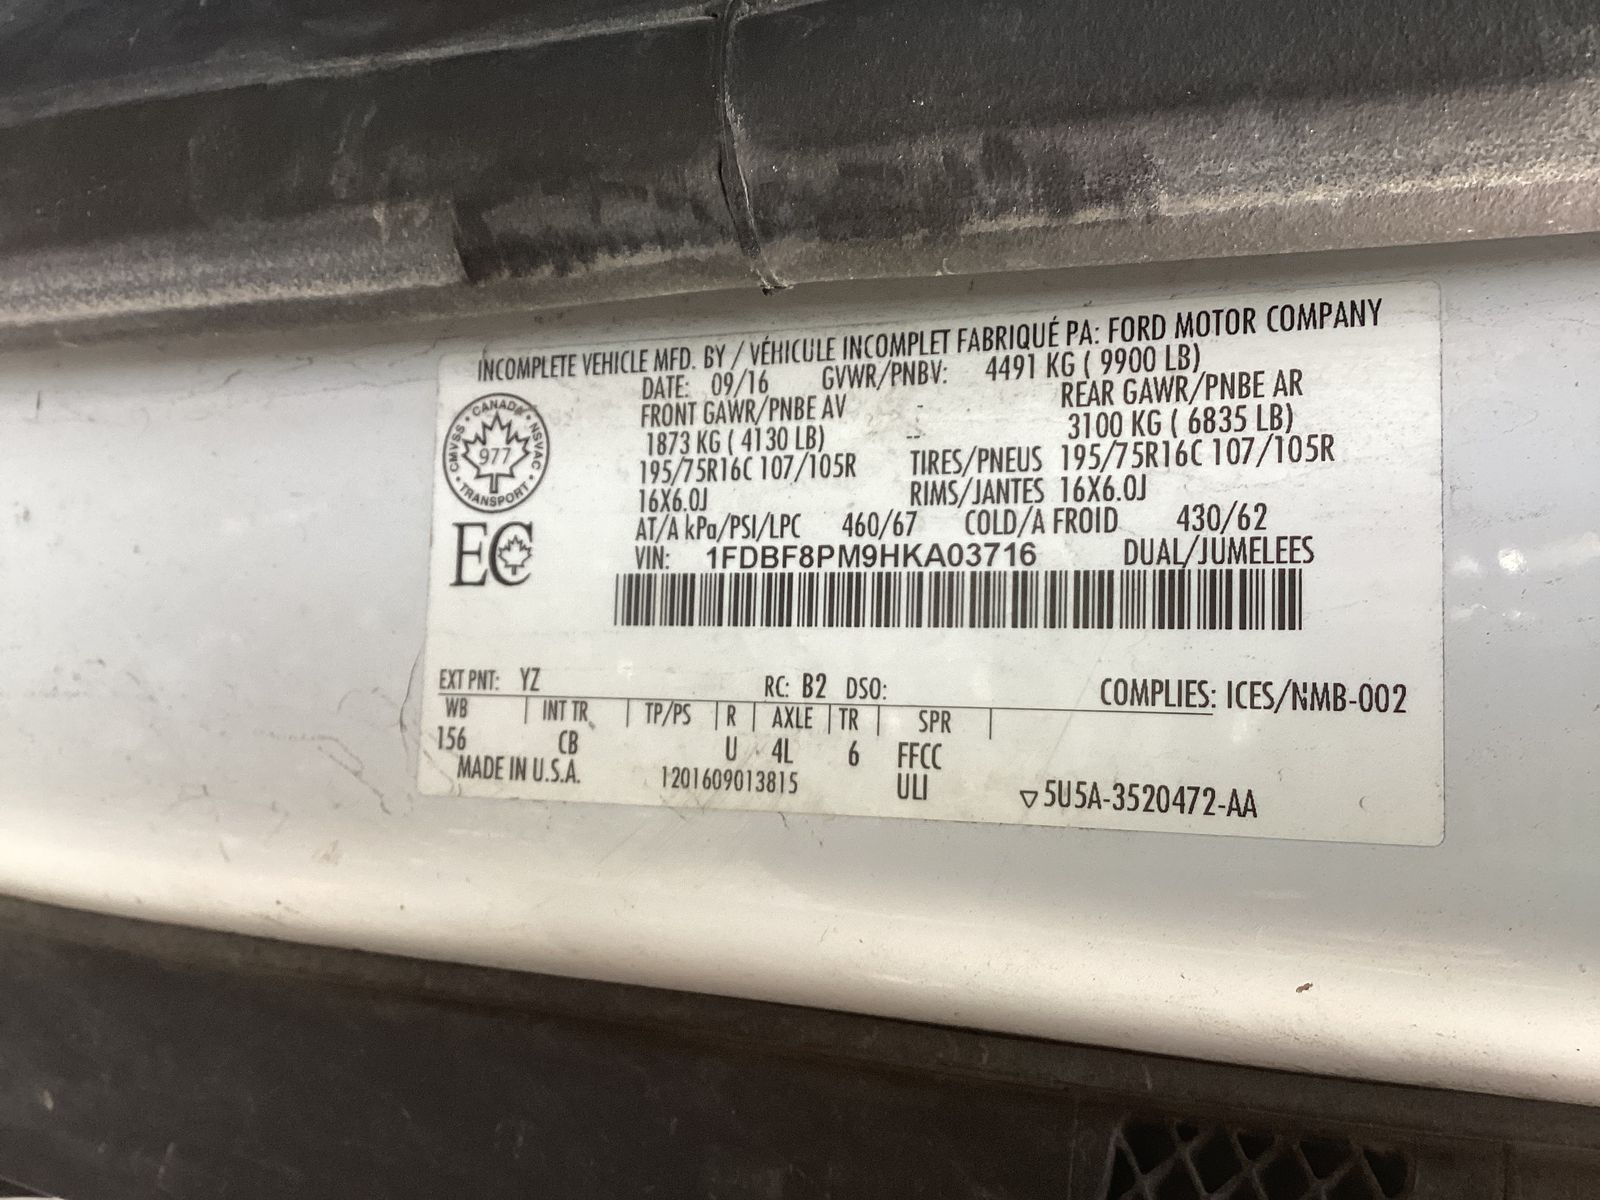 INCOMPLETE VEHICLE MFD. BY / VÉHICULE INCOMPLET FABRIQUÉ PA: FORD MOTOR COMPANY
DATE: 09/16 GVWR/PNBV: 4491 KG ( 9900 LB)
FRONT GAWR/PNBE AV REAR GAWR/PNBE AR
1873 KG ( 4130 LB) -- 3100 KG ( 6835 LB)
195/75R16C 107/105R TIRES/PNEUS 195/75R16C 107/105R
16X6.0J RIMS/JANTES 16X6.0J
AT/A kPa/PSI/LPC 460/67 COLD/A FROID 430/62
VIN: 1FDBF8PM9HKA03716 DUAL/JUMELEES
CANADA
CMVSS 977 NSVAC
TRANSPORT
EC
EXT PNT: YZ RC: B2 DSO: COMPLIES: ICES/NMB-002
WB | INT TR | TP/PS | R | AXLE | TR | SPR |
156 CB U 4L 6 FFCC
MADE IN U.S.A. 1201609013815 ULI ▽5U5A-3520472-AA